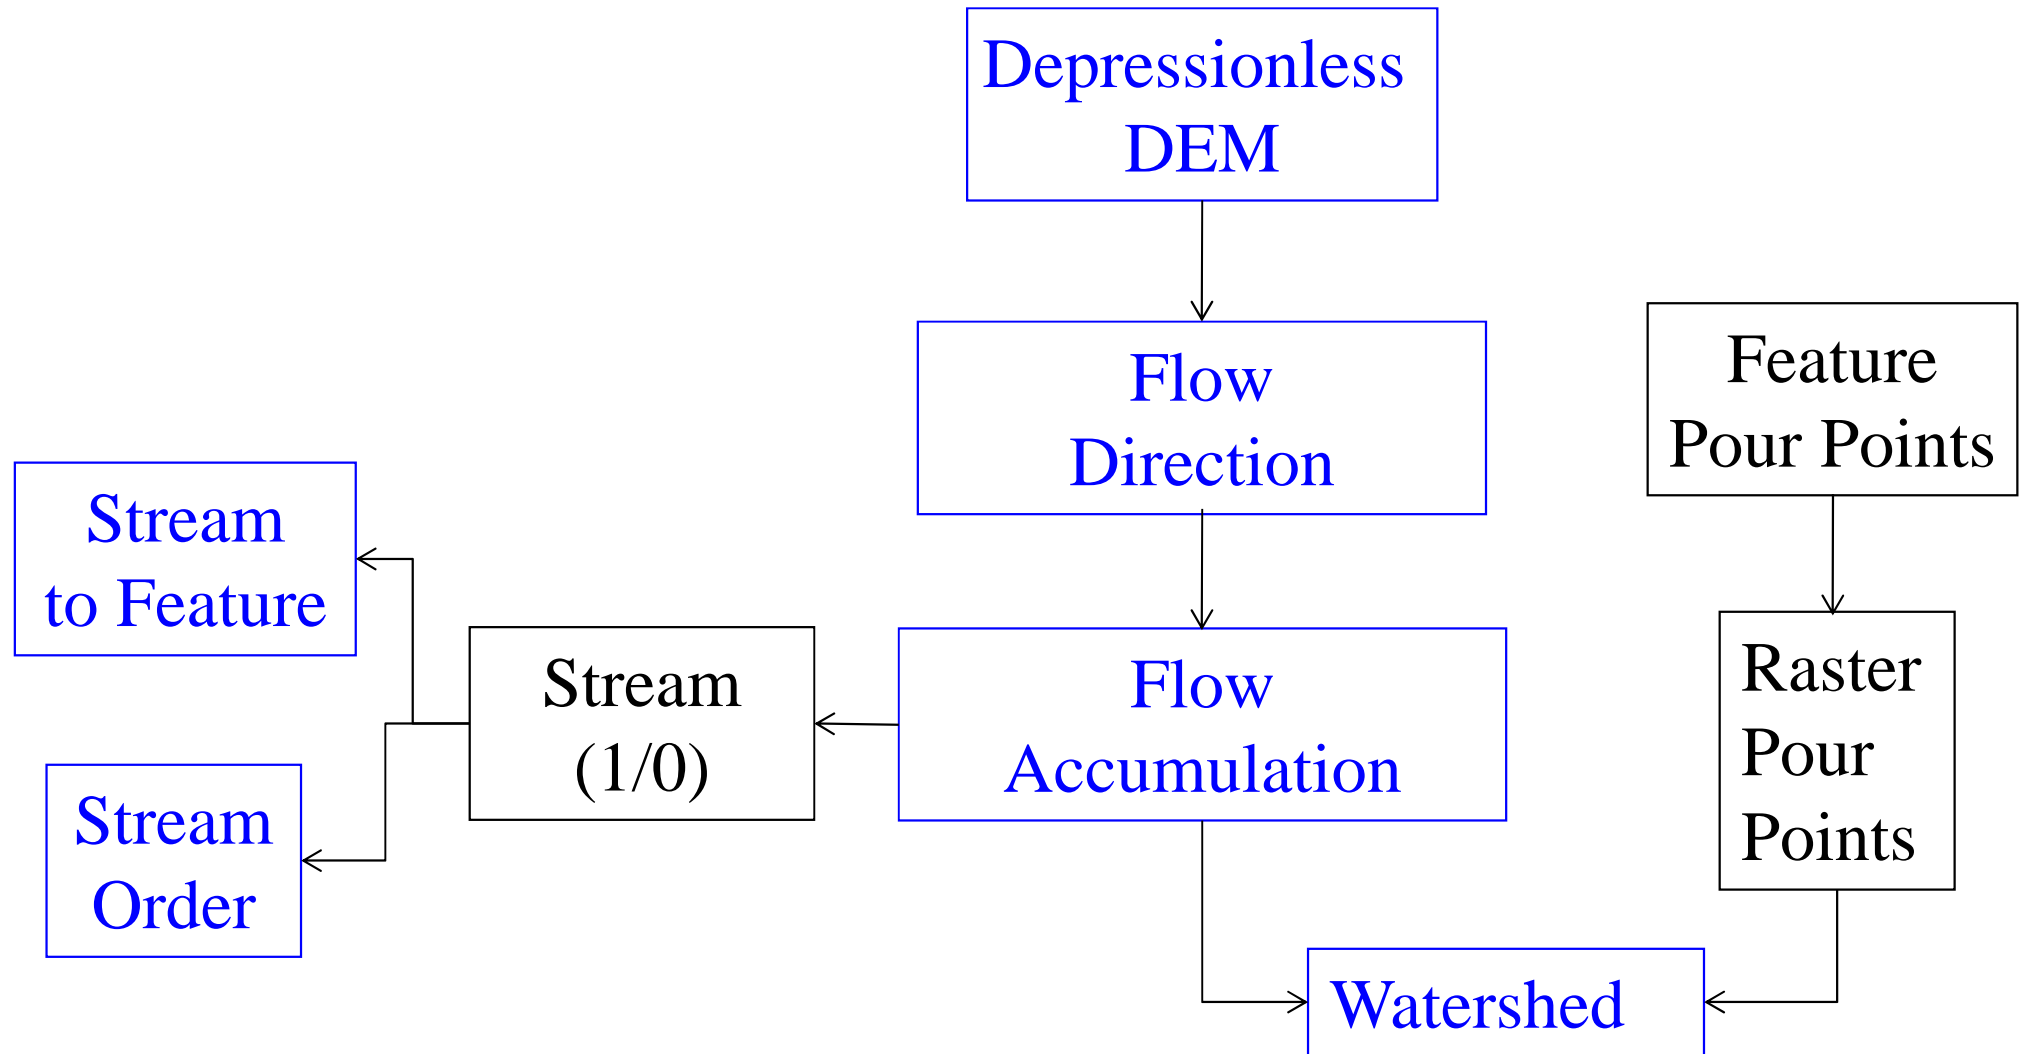 Depressionless
DEM
Flow
Direction
Feature
Pour Points
Stream
to Feature
Stream
(1/0)
Flow
Accumulation
Raster
Pour
Points
Stream
Order
Watershed